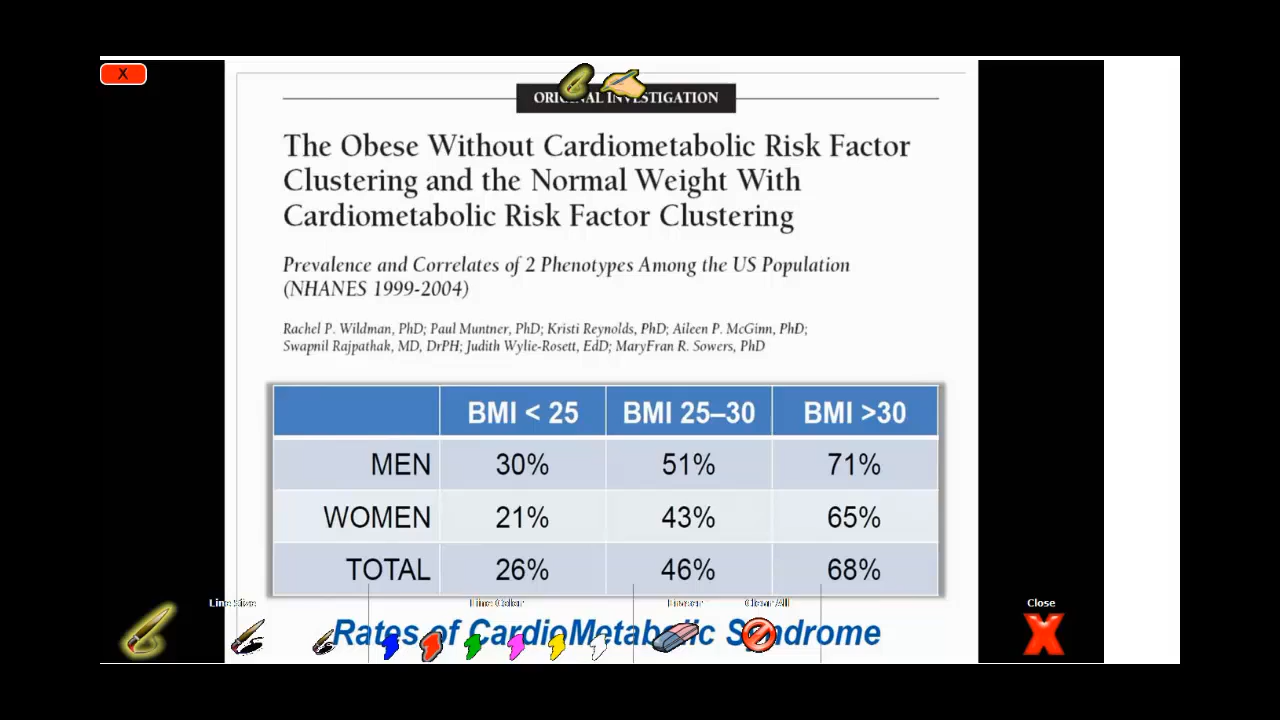 X
ORIGINAL INVESTIGATION
The Obese Without Cardiometabolic Risk Factor
Clustering and the Normal Weight With
Cardiometabolic Risk Factor Clustering
Prevalence and Correlates of 2 Phenotypes Among the US Population
(NHANES 1999-2004)
Rachel P. Wildman, PhD; Paul Muntner, PhD; Kristi Reynolds, PhD; Aileen P. McGinn, PhD;
Swapnil Rajpathak, MD, DrPH; Judith Wylie-Rosett, EdD; MaryFran R. Sowers, PhD
BMI < 25 BMI 25–30 BMI >30
MEN 30% 51% 71%
WOMEN 21% 43% 65%
TOTAL 26% 46% 68%
Line Size Line Color Eraser Clear All Close
Rates of CardioMetabolic Syndrome